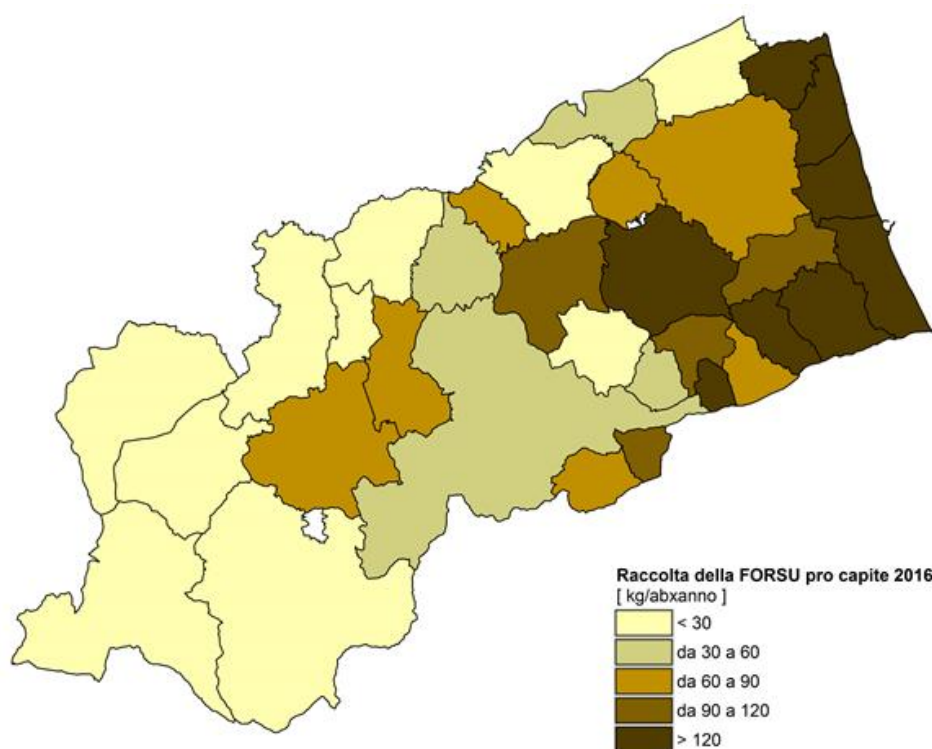 Raccolta della FORSU pro capite 2016
[ kg/abxanno ]
< 30
da 30 a 60
da 60 a 90
da 90 a 120
> 120